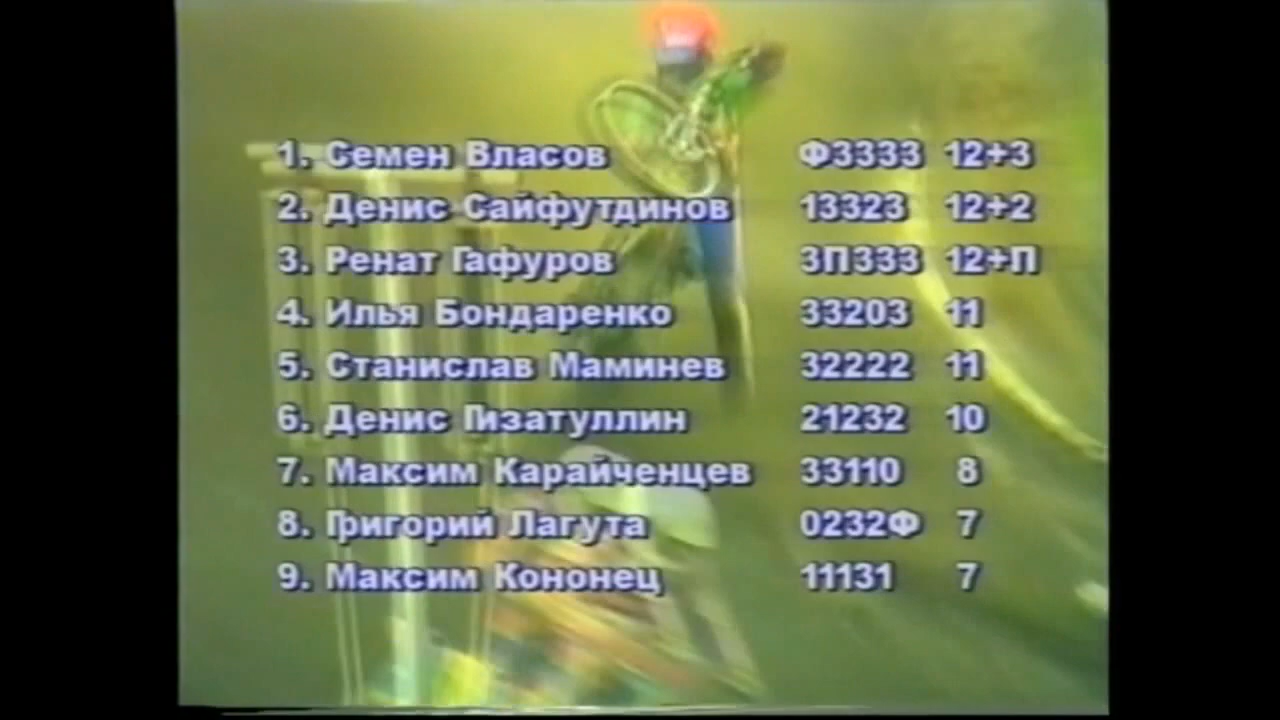 1. Семен Власов Ф3333 12+3
2. Денис Сайфутдинов 13323 12+2
3. Ренат Гафуров 3П333 12+П
4. Илья Бондаренко 33203 11
5. Станислав Маминев 32222 11
6. Денис Гизатуллин 21232 10
7. Максим Карайченцев 33110 8
8. Григорий Лагута 0232Ф 7
9. Максим Кононец 11131 7